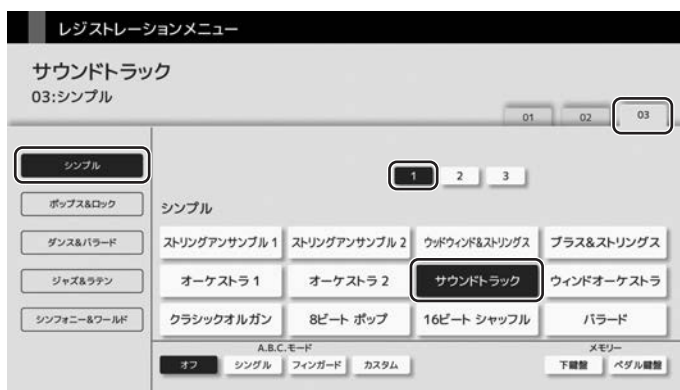 レジストレーションメニュー
サウンドトラック
03:シンプル
01 02 03
シンプル
ポップス&ロック
ダンス&バラード
ジャズ&ラテン
シンフォニー&ワールド
1 2 3
シンプル
ストリングアンサンブル 1 ストリングアンサンブル 2 ウッドウィンド&ストリングス ブラス&ストリングス
オーケストラ 1 オーケストラ 2 サウンドトラック ウィンドオーケストラ
クラシックオルガン 8ビート ポップ 16ビート シャッフル バラード
A.B.C.モード メモリー
オフ シングル フィンガード カスタム 下鍵盤 ペダル鍵盤